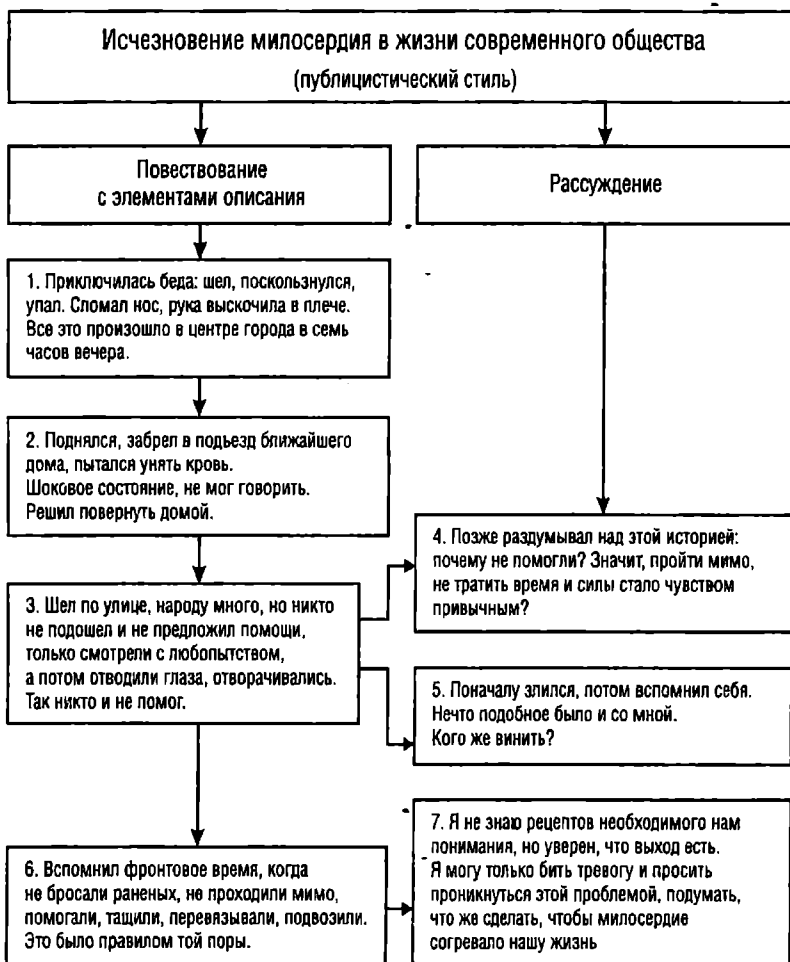 Исчезновение милосердия в жизни современного общества
(публицистический стиль)
Повествование
с элементами описания
Рассуждение
1. Приключилась беда: шел, поскользнулся,
упал. Сломал нос, рука выскочила в плече.
Все это произошло в центре города в семь
часов вечера.
2. Поднялся, забрел в подъезд ближайшего
дома, пытался унять кровь.
Шоковое состояние, не мог говорить.
Решил повернуть домой.
3. Шел по улице, народу много, но никто
не подошел и не предложил помощи,
только смотрели с любопытством,
а потом отводили глаза, отворачивались.
Так никто и не помог.
4. Позже раздумывал над этой историей:
почему не помогли? Значит, пройти мимо,
не тратить время и силы стало чувством
привычным?
5. Поначалу злился, потом вспомнил себя.
Нечто подобное было и со мной.
Кого же винить?
6. Вспомнил фронтовое время, когда
не бросали раненых, не проходили мимо,
помогали, тащили, перевязывали, подвозили.
Это было правилом той поры.
7. Я не знаю рецептов необходимого нам
понимания, но уверен, что выход есть.
Я могу только бить тревогу и просить
проникнуться этой проблемой, подумать,
что же сделать, чтобы милосердие
согревало нашу жизнь